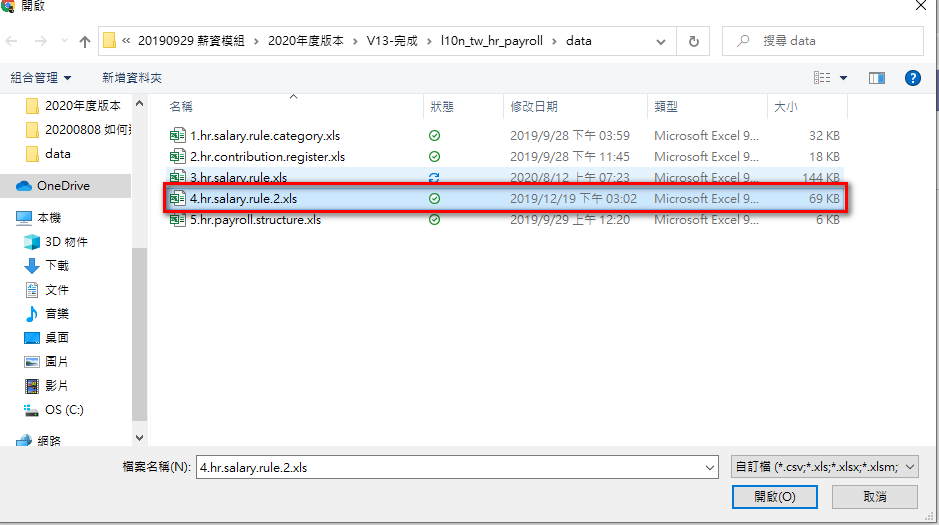 開啟
« 20190929 薪資模組 › 2020年度版本 › V13-完成 › l10n_tw_hr_payroll › data
搜尋 data
組合管理 新增資料夾
2020年度版本
20200808 如何
data
OneDrive
本機
3D 物件
下載
文件
音樂
桌面
圖片
影片
OS (C:)
網路
名稱 狀態 修改日期 類型 大小
1.hr.salary.rule.category.xls 2019/9/28 下午 03:59 Microsoft Excel 9... 32 KB
2.hr.contribution.register.xls 2019/9/28 下午 11:45 Microsoft Excel 9... 18 KB
3.hr.salary.rule.xls 2020/8/12 上午 07:23 Microsoft Excel 9... 144 KB
4.hr.salary.rule.2.xls 2019/12/19 下午 03:02 Microsoft Excel 9... 69 KB
5.hr.payroll.structure.xls 2019/9/29 上午 12:20 Microsoft Excel 9... 6 KB
檔案名稱(N): 4.hr.salary.rule.2.xls 自訂檔 (*.csv;*.xls;*.xlsx;*.xlsm;
開啟(O) 取消